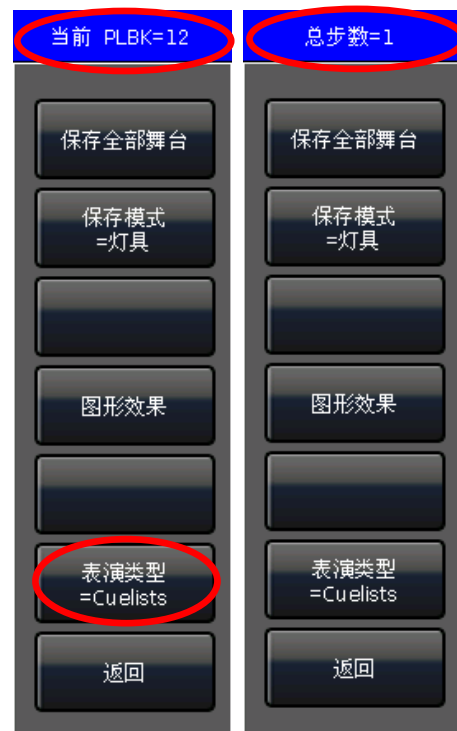 当前 PLBK=12
保存全部舞台
保存模式
=灯具
图形效果
表演类型
=Cuelists
返回
总步数=1
保存全部舞台
保存模式
=灯具
图形效果
表演类型
=Cuelists
返回